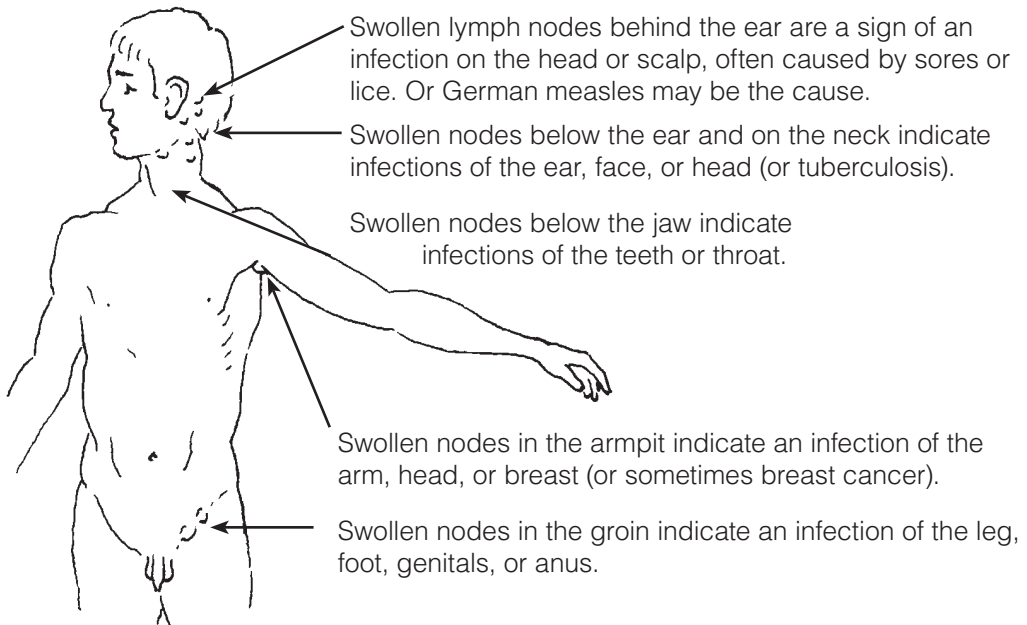 Swollen lymph nodes behind the ear are a sign of an
infection on the head or scalp, often caused by sores or
lice. Or German measles may be the cause.
Swollen nodes below the ear and on the neck indicate
infections of the ear, face, or head (or tuberculosis).
Swollen nodes below the jaw indicate
infections of the teeth or throat.
Swollen nodes in the armpit indicate an infection of the
arm, head, or breast (or sometimes breast cancer).
Swollen nodes in the groin indicate an infection of the leg,
foot, genitals, or anus.